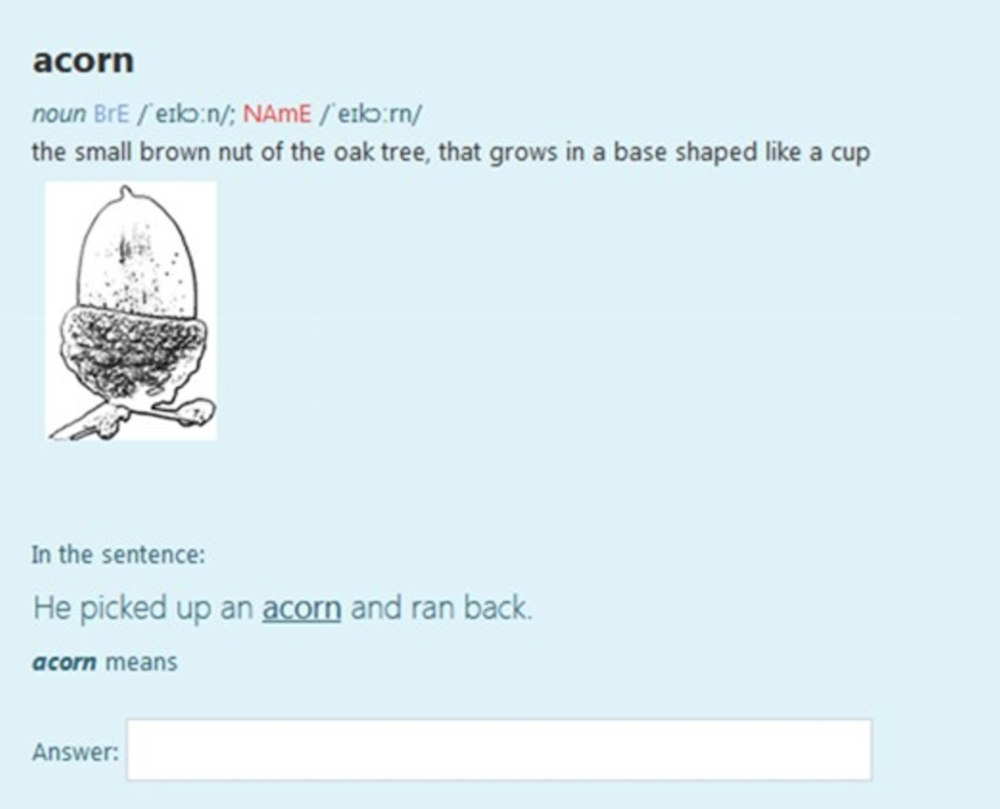 acorn
noun BrE /ˈeɪkɔːn/; NAmE /ˈeɪkɔːrn/
the small brown nut of the oak tree, that grows in a base shaped like a cup
In the sentence:
He picked up an acorn and ran back.
acorn means
Answer: